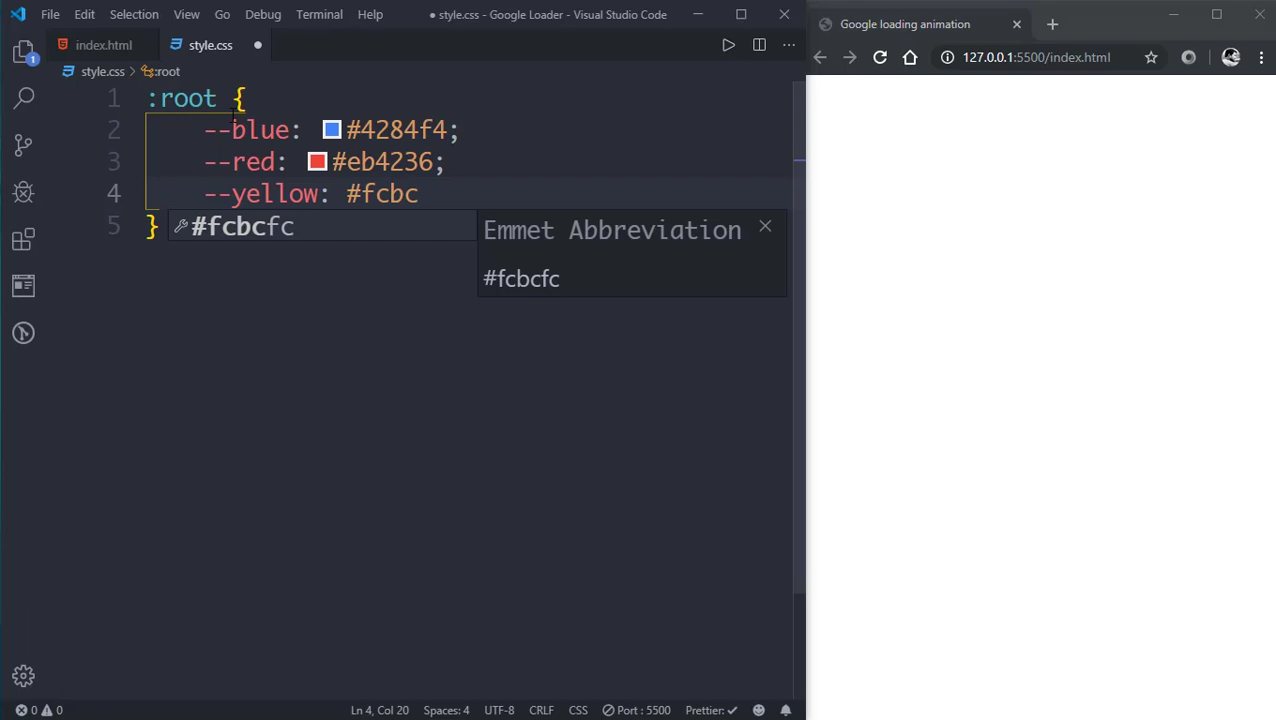 File Edit Selection View Go Debug Terminal Help
● style.css - Google Loader - Visual Studio Code
Google loading animation
index.html
style.css
127.0.0.1:5500/index.html
style.css > :root
1 :root {
2 --blue: #4284f4;
3 --red: #eb4236;
4 --yellow: #fcbc
5 }
#fcbcfc
Emmet Abbreviation
#fcbcfc
1
0 0
Ln 4, Col 20
Spaces: 4
UTF-8
CRLF
CSS
Port : 5500
Prettier: ✓